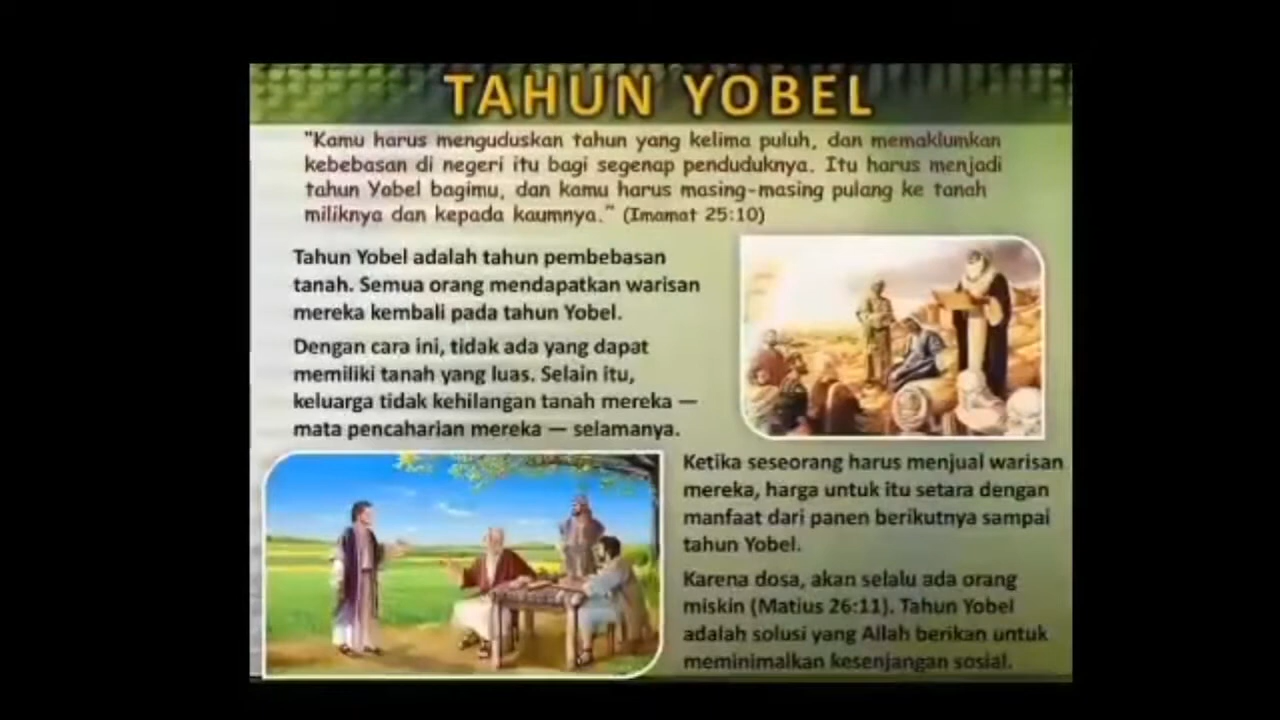 TAHUN YOBEL
"Kamu harus menguduskan tahun yang kelima puluh, dan memaklumkan
kebebasan di negeri itu bagi segenap penduduknya. Itu harus menjadi
tahun Yobel bagimu, dan kamu harus masing-masing pulang ke tanah
miliknya dan kepada kaumnya." (Imamat 25:10)
Tahun Yobel adalah tahun pembebasan
tanah. Semua orang mendapatkan warisan
mereka kembali pada tahun Yobel.
Dengan cara ini, tidak ada yang dapat
memiliki tanah yang luas. Selain itu,
keluarga tidak kehilangan tanah mereka —
mata pencaharian mereka — selamanya.
Ketika seseorang harus menjual warisan
mereka, harga untuk itu setara dengan
manfaat dari panen berikutnya sampai
tahun Yobel.
Karena dosa, akan selalu ada orang
miskin (Matius 26:11). Tahun Yobel
adalah solusi yang Allah berikan untuk
meminimalkan kesenjangan sosial.